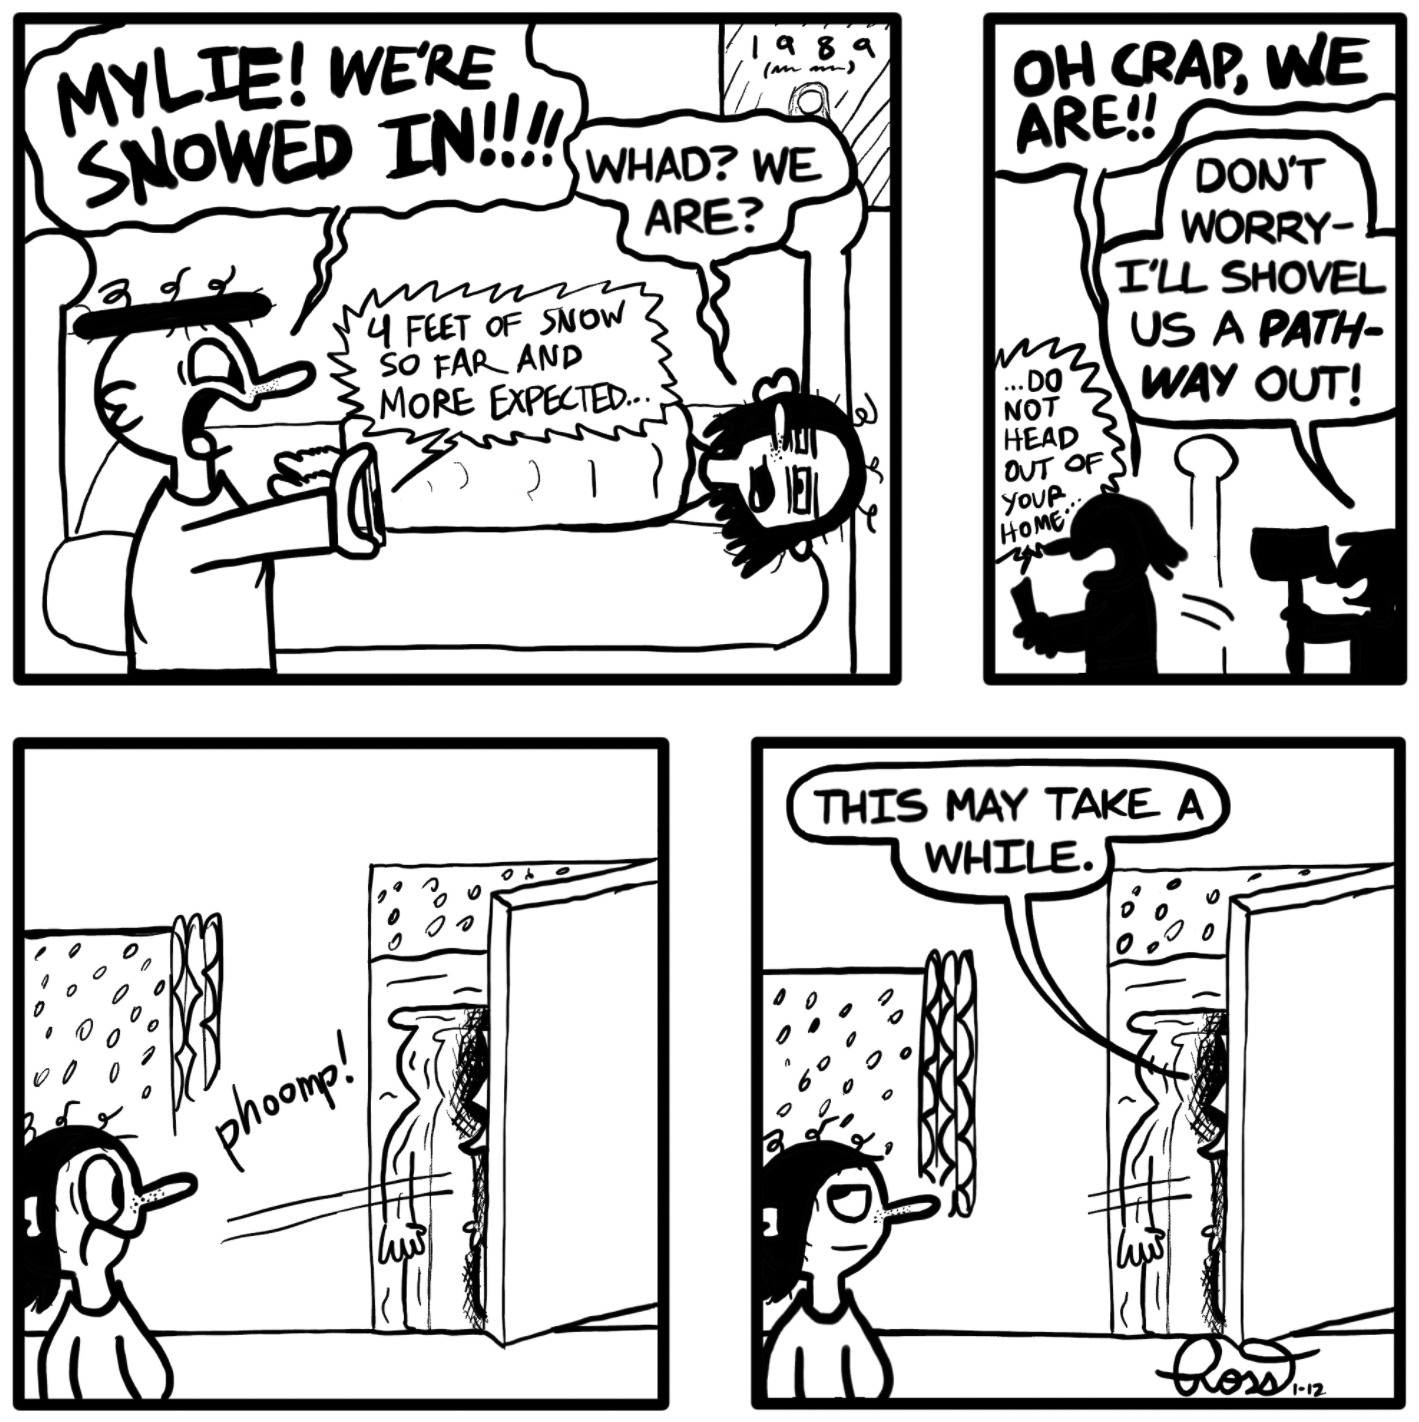 MYLIE! WE'RE
SNOWED IN!!!!
1989
WHAD? WE
ARE?
4 FEET OF SNOW
SO FAR AND
MORE EXPECTED...
OH CRAP, WE
ARE!!
DON'T
WORRY-
I'LL SHOVEL
US A PATH-
WAY OUT!
...DO
NOT
HEAD
OUT OF
YOUR
HOME...
phoomp!
THIS MAY TAKE A
WHILE.
Ross
1-12